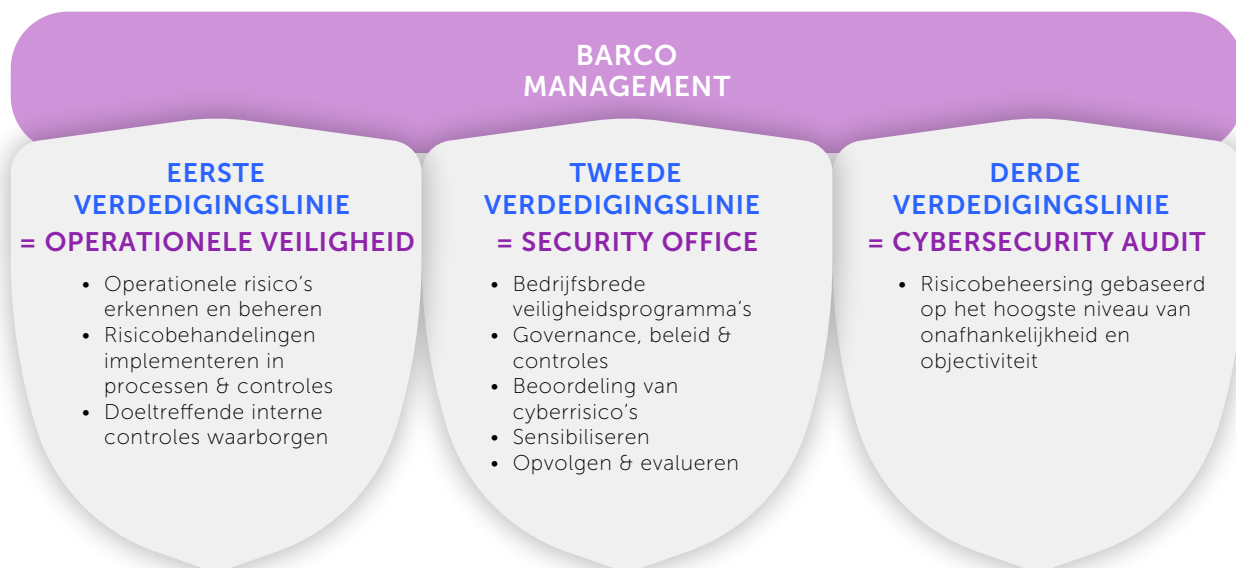 BARCO
MANAGEMENT
EERSTE
VERDEDIGINGSLINIE
= OPERATIONELE VEILIGHEID
• Operationele risico’s
erkennen en beheren
• Risicobehandelingen
implementeren in
processen & controles
• Doeltreffende interne
controles waarborgen
TWEEDE
VERDEDIGINGSLINIE
= SECURITY OFFICE
• Bedrijfsbrede
veiligheidsprogramma’s
• Governance, beleid &
controles
• Beoordeling van
cyberrisico’s
• Sensibiliseren
• Opvolgen & evalueren
DERDE
VERDEDIGINGSLINIE
= CYBERSECURITY AUDIT
• Risicobeheersing gebaseerd
op het hoogste niveau van
onafhankelijkheid en
objectiviteit